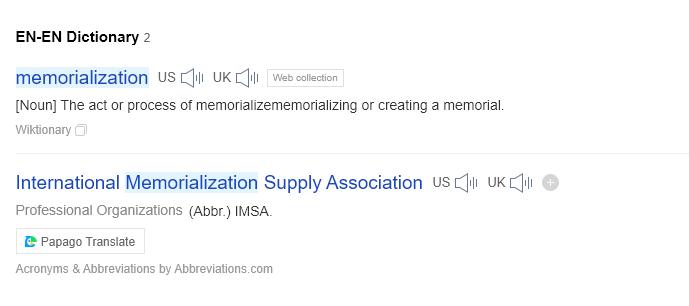 EN-EN Dictionary 2
memorialization US UK Web collection
[Noun] The act or process of memorializememorializing or creating a memorial.
Wiktionary
International Memorialization Supply Association US UK
Professional Organizations (Abbr.) IMSA.
Papago Translate
Acronyms & Abbreviations by Abbreviations.com